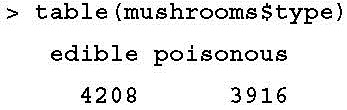 > table(mushrooms$type)
edible poisonous
4208 3916